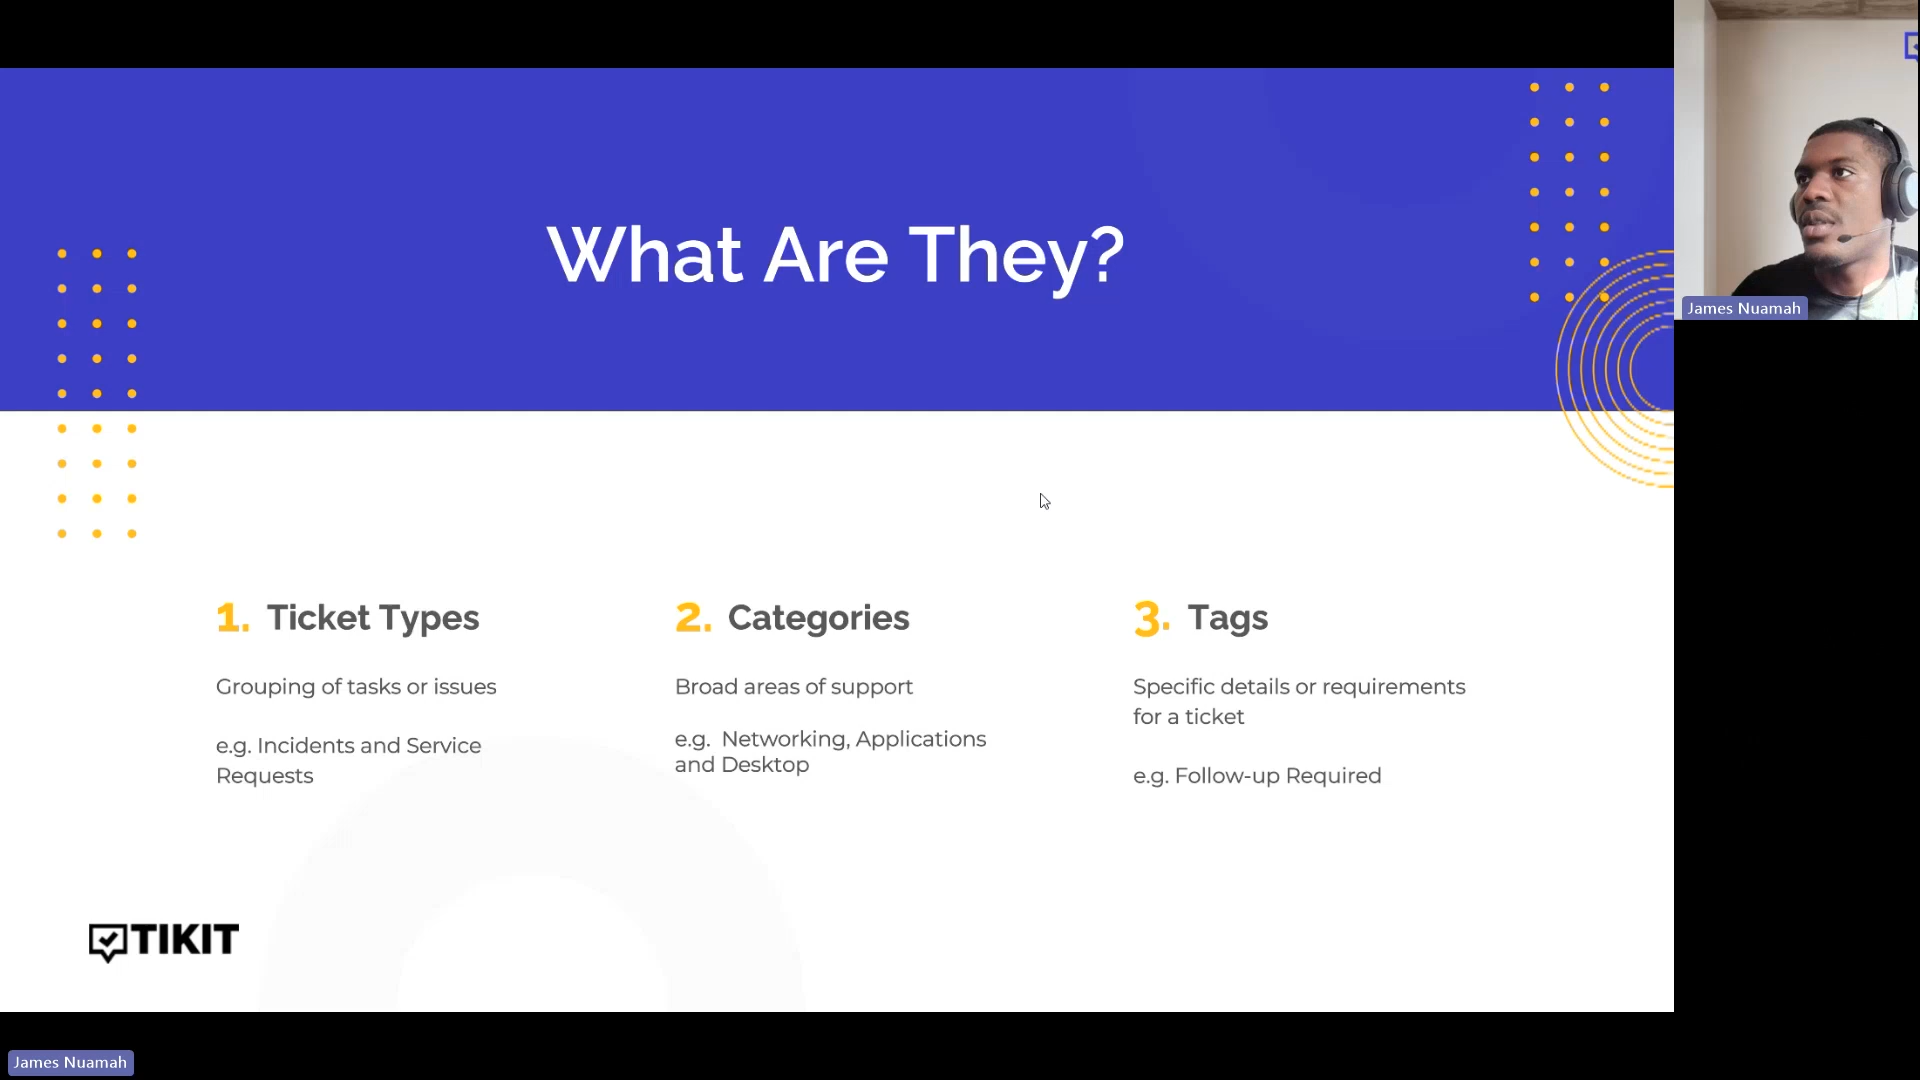 What Are They?
1. Ticket Types
Grouping of tasks or issues
e.g. Incidents and Service
Requests
2. Categories
Broad areas of support
e.g. Networking, Applications
and Desktop
3. Tags
Specific details or requirements
for a ticket
e.g. Follow-up Required
TIKIT
James Nuamah
James Nuamah